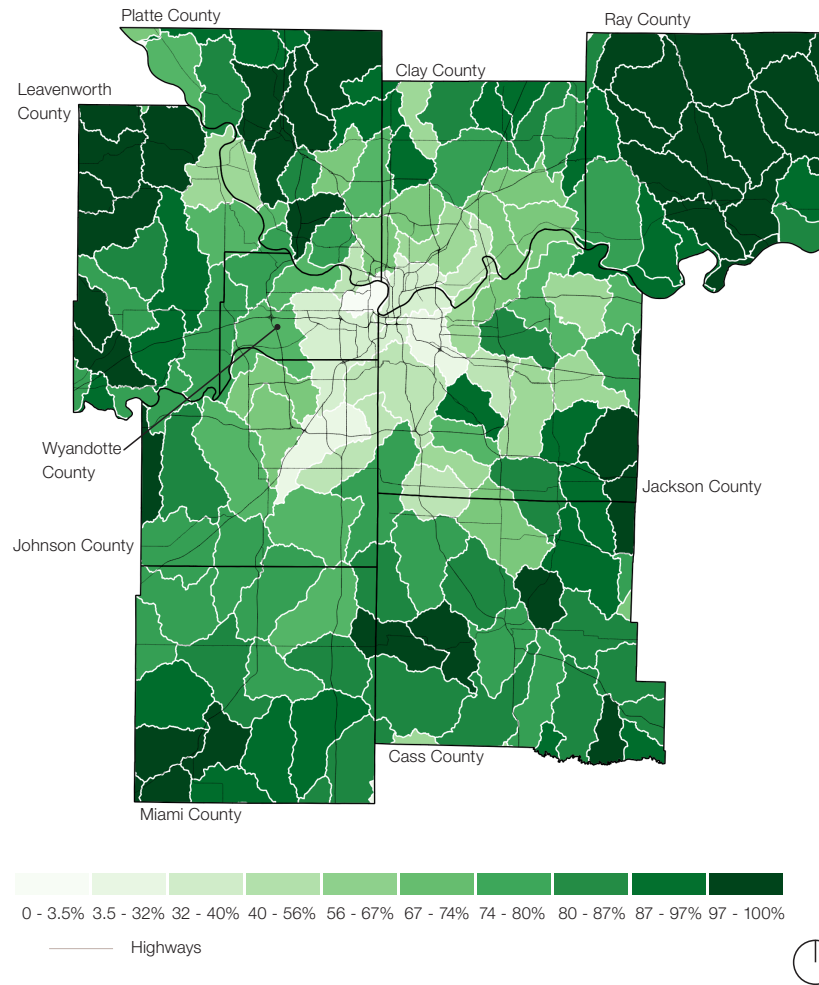 Platte County
Ray County
Clay County
Leavenworth
County
Wyandotte
County
Jackson County
Johnson County
Cass County
Miami County
0 - 3.5% 3.5 - 32% 32 - 40% 40 - 56% 56 - 67% 67 - 74% 74 - 80% 80 - 87% 87 - 97% 97 - 100%
Highways